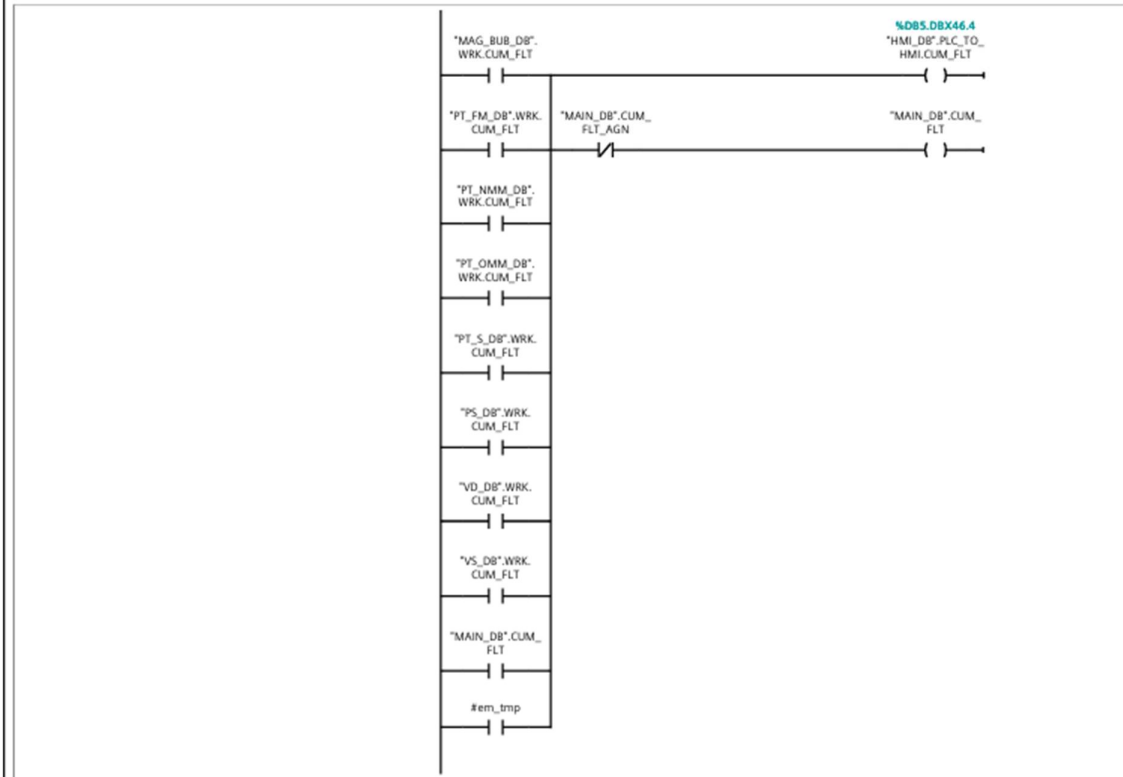 %DB5.DBX46.4
"MAG_BUB_DB".
WRK.CUM_FLT
"HMI_DB".PLC_TO_
HMI.CUM_FLT
"PT_FM_DB".WRK.
CUM_FLT
"MAIN_DB".CUM_
FLT_AGN
"MAIN_DB".CUM_
FLT
"PT_NMM_DB".
WRK.CUM_FLT
"PT_OMM_DB".
WRK.CUM_FLT
"PT_S_DB".WRK.
CUM_FLT
"PS_DB".WRK.
CUM_FLT
"VD_DB".WRK.
CUM_FLT
"VS_DB".WRK.
CUM_FLT
"MAIN_DB".CUM_
FLT
#em_tmp